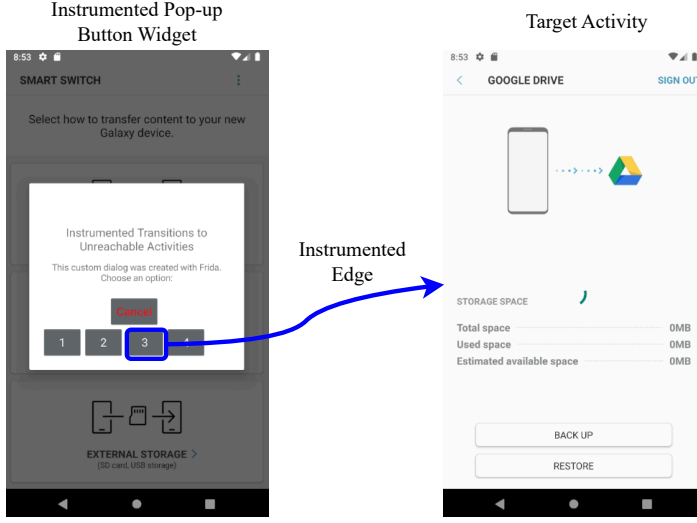 Instrumented Pop-up
Button Widget
Target Activity
8:53
SMART SWITCH
Select how to transfer content to your new
Galaxy device.
Instrumented Transitions to
Unreachable Activities
This custom dialog was created with Frida.
Choose an option:
Cancel
1 2 3 4
EXTERNAL STORAGE >
(SD card, USB storage)
Instrumented
Edge
8:53
< GOOGLE DRIVE SIGN OUT
STORAGE SPACE
Total space 0MB
Used space 0MB
Estimated available space 0MB
BACK UP
RESTORE